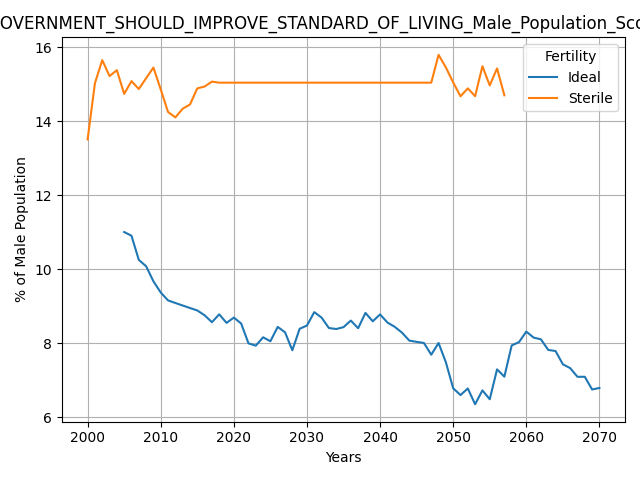 OVERNMENT_SHOULD_IMPROVE_STANDARD_OF_LIVING_Male_Population_Sco
Fertility
Ideal
Sterile
% of Male Population
16
14
12
10
8
6
2000 2010 2020 2030 2040 2050 2060 2070
Years